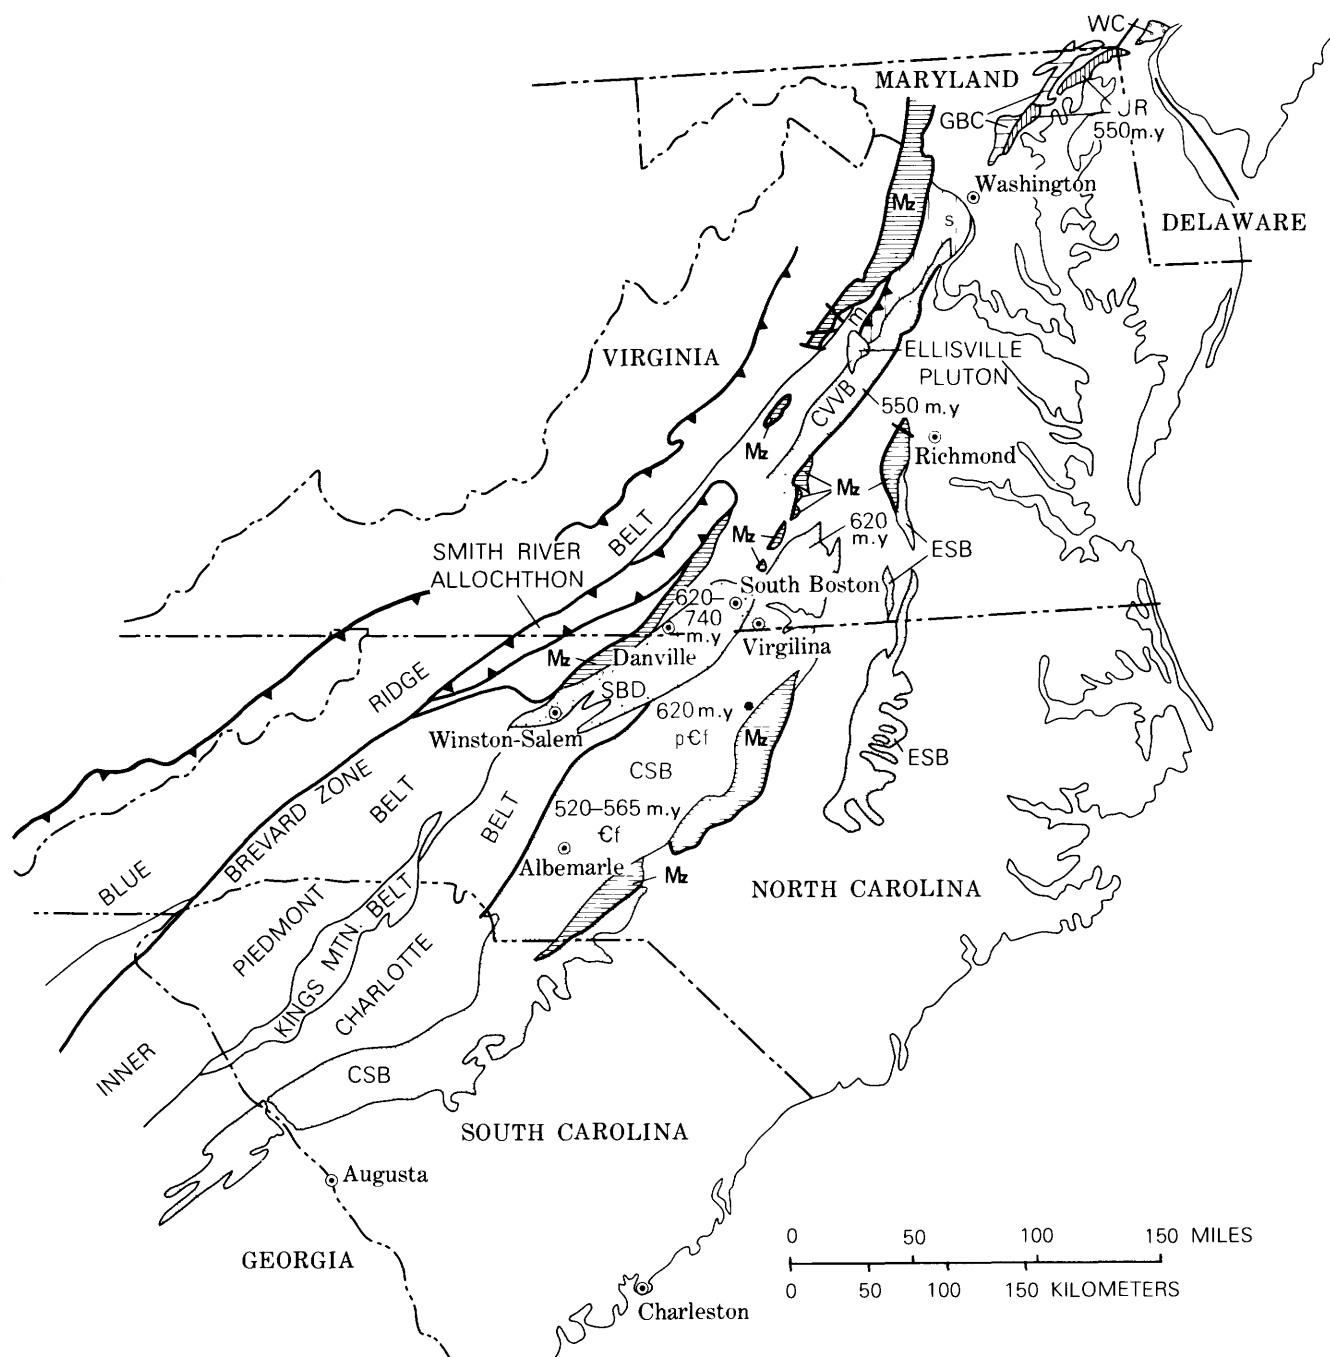 WC
MARYLAND
GBC
JR
550 m.y
Washington
Mz
s
DELAWARE
m
VIRGINIA
ELLISVILLE
PLUTON
CVVB
550 m.y
Mz
Richmond
Mz
620
m.y
Mz
BELT
ESB
SMITH RIVER
ALLOCHTHON
South Boston
620–
740
m.y
Virgilina
Mz
Danville
RIDGE
SBD
620 m.y
p€f
Winston-Salem
Mz
ESB
CSB
BREVARD ZONE
BELT
BELT
520–565 m.y
€f
Albemarle
Mz
BLUE
NORTH CAROLINA
PIEDMONT
KINGS MTN. BELT
CHARLOTTE
INNER
CSB
SOUTH CAROLINA
Augusta
GEORGIA
0 50 100 150 MILES
0 50 100 150 KILOMETERS
Charleston